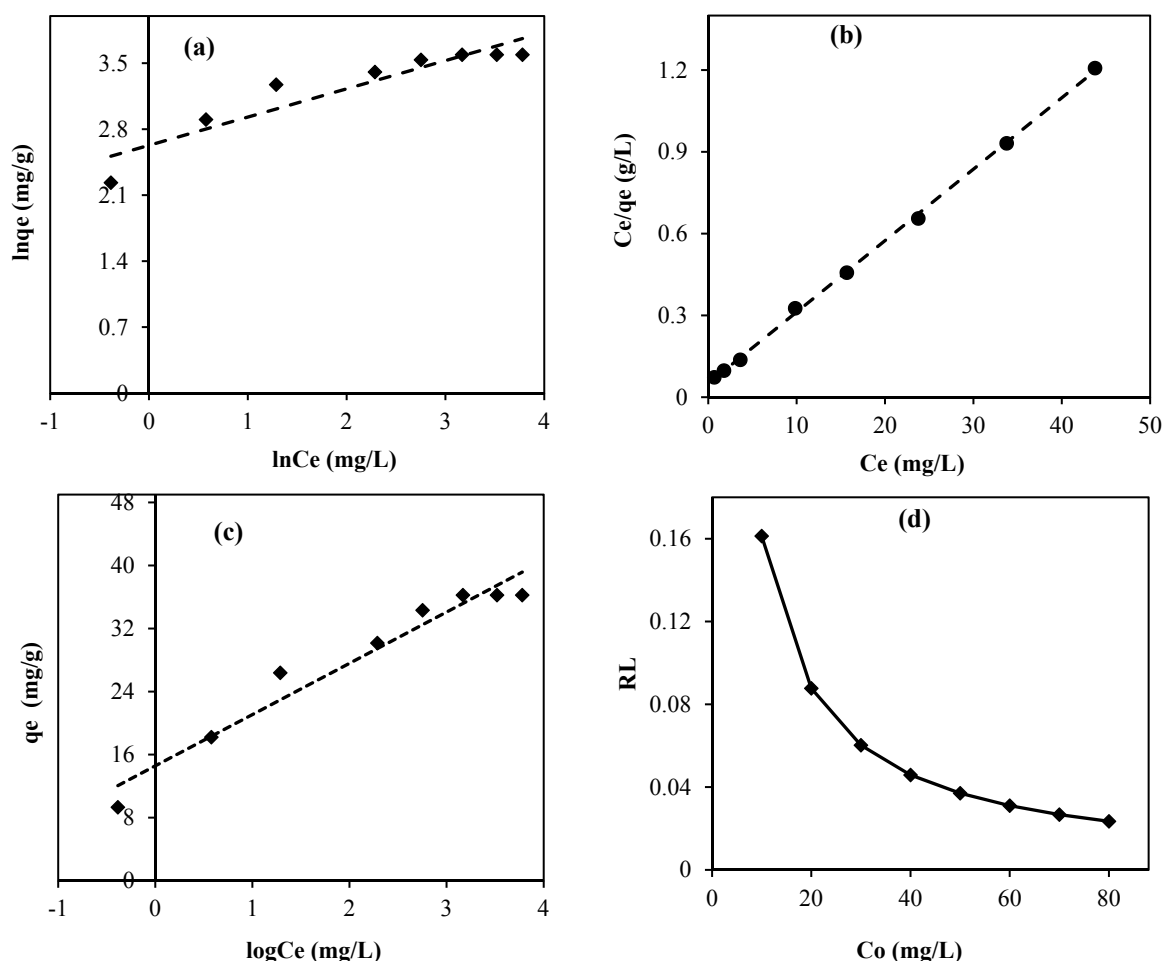 (a)
lnqe (mg/g)
3.5
2.8
2.1
1.4
0.7
0
-1 0 1 2 3 4
lnCe (mg/L)
(b)
Ce/qe (g/L)
1.2
0.9
0.6
0.3
0
0 10 20 30 40 50
Ce (mg/L)
(c)
qe (mg/g)
48
40
32
24
16
8
0
-1 0 1 2 3 4
logCe (mg/L)
(d)
RL
0.16
0.12
0.08
0.04
0
0 20 40 60 80
Co (mg/L)